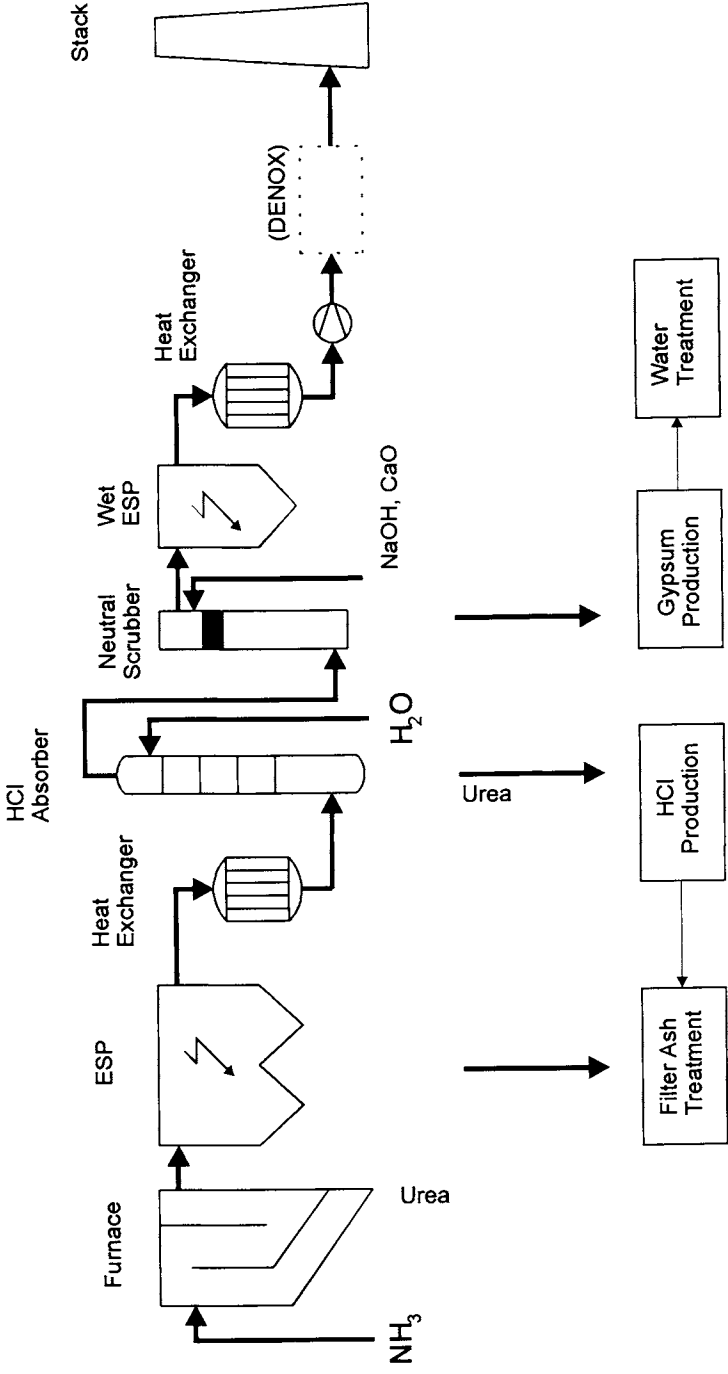 Furnace
ESP
Heat
Exchanger
HCl
Absorber
Neutral
Scrubber
Wet
ESP
Heat
Exchanger
(DENOX)
Stack
NH3
Urea
H2O
NaOH, CaO
Urea
Filter Ash
Treatment
HCl
Production
Gypsum
Production
Water
Treatment